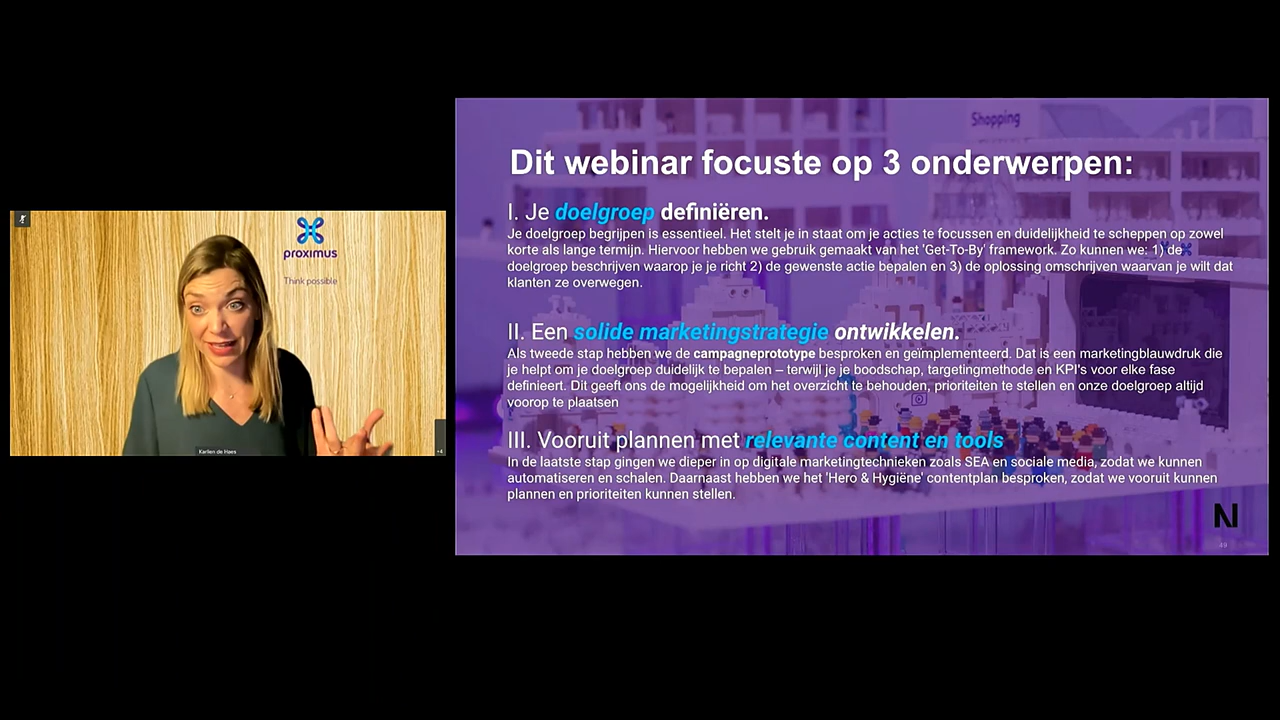 proximus
Think possible
Karlien de Haes
+4
Shopping
Dit webinar focuste op 3 onderwerpen:
I. Je doelgroep definiëren.
Je doelgroep begrijpen is essentieel. Het stelt je in staat om je acties te focussen en duidelijkheid te scheppen op zowel
korte als lange termijn. Hiervoor hebben we gebruik gemaakt van het 'Get-To-By' framework. Zo kunnen we: 1) de
doelgroep beschrijven waarop je je richt 2) de gewenste actie bepalen en 3) de oplossing omschrijven waarvan je wilt dat
klanten ze overwegen.
II. Een solide marketingstrategie ontwikkelen.
Als tweede stap hebben we de campagneprototype besproken en geïmplementeerd. Dat is een marketingblauwdruk die
je helpt om je doelgroep duidelijk te bepalen – terwijl je je boodschap, targetingmethode en KPI's voor elke fase
definieert. Dit geeft ons de mogelijkheid om het overzicht te behouden, prioriteiten te stellen en onze doelgroep altijd
voorop te plaatsen
III. Vooruit plannen met relevante content en tools
In de laatste stap gingen we dieper in op digitale marketingtechnieken zoals SEA en sociale media, zodat we kunnen
automatiseren en schalen. Daarnaast hebben we het 'Hero & Hygiëne' contentplan besproken, zodat we vooruit kunnen
plannen en prioriteiten kunnen stellen.
N
49